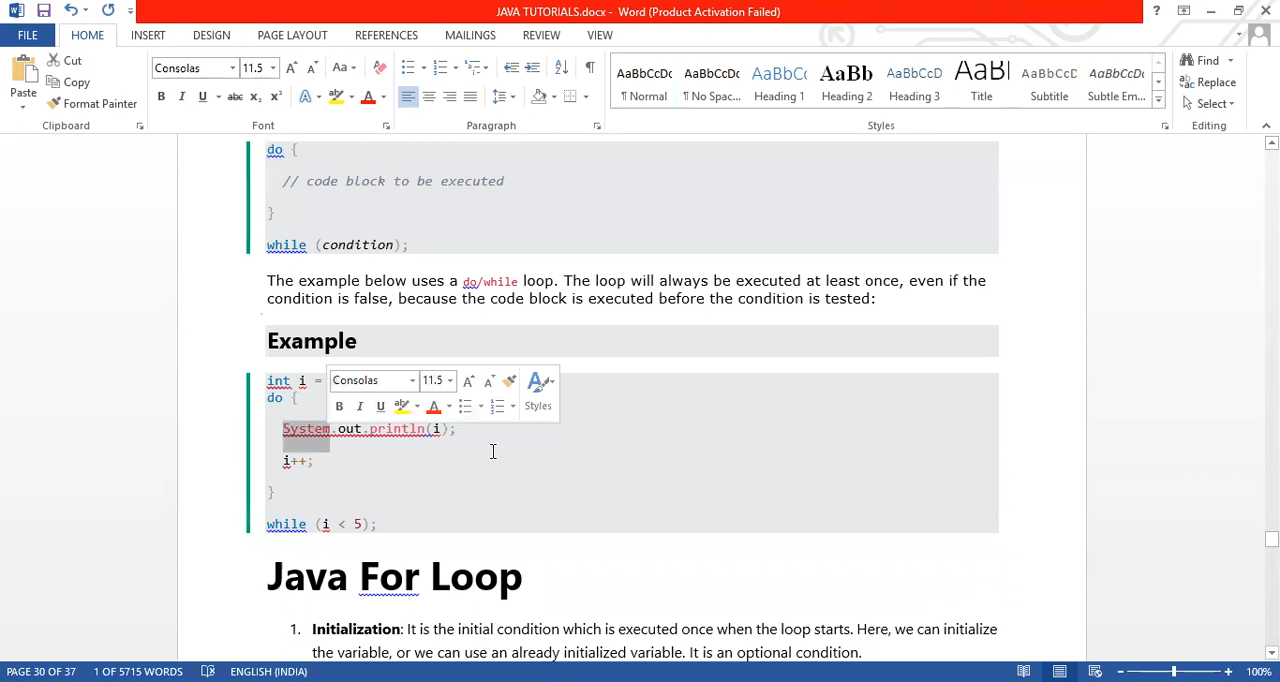 JAVA TUTORIALS.docx - Word (Product Activation Failed)
FILE HOME INSERT DESIGN PAGE LAYOUT REFERENCES MAILINGS REVIEW VIEW
Paste
Cut
Copy
Format Painter
Clipboard
Consolas 11.5
Font
Paragraph
AaBbCcDc AaBbCcDc AaBbCc AaBb AaBbCcD AaBl AaBbCcD AaBbCcDc
¶ Normal ¶ No Spac... Heading 1 Heading 2 Heading 3 Title Subtitle Subtle Em...
Styles
Find
Replace
Select
Editing
do {
// code block to be executed
}
while (condition);
The example below uses a do/while loop. The loop will always be executed at least once, even if the
condition is false, because the code block is executed before the condition is tested:
Example
int i =
do {
Consolas 11.5
B I U Styles
System.out.println(i);
i++;
}
while (i < 5);
Java For Loop
1. Initialization: It is the initial condition which is executed once when the loop starts. Here, we can initialize
the variable, or we can use an already initialized variable. It is an optional condition.
PAGE 30 OF 37 1 OF 5715 WORDS ENGLISH (INDIA) 100%